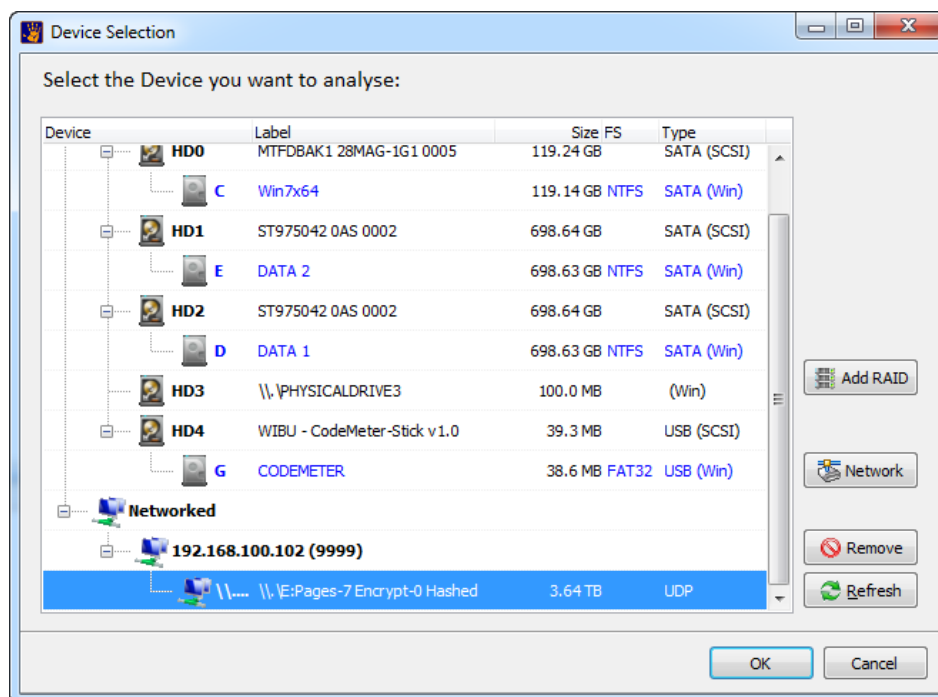 Device Selection
Select the Device you want to analyse:
Device Label Size FS Type
HD0 MTFDBAK1 28MAG-1G1 0005 119.24 GB SATA (SCSI)
C Win7x64 119.14 GB NTFS SATA (Win)
HD1 ST975042 0AS 0002 698.64 GB SATA (SCSI)
E DATA 2 698.63 GB NTFS SATA (Win)
HD2 ST975042 0AS 0002 698.64 GB SATA (SCSI)
D DATA 1 698.63 GB NTFS SATA (Win)
HD3 \\.\PHYSICALDRIVE3 100.0 MB (Win)
HD4 WIBU - CodeMeter-Stick v1.0 39.3 MB USB (SCSI)
G CODEMETER 38.6 MB FAT32 USB (Win)
Networked
192.168.100.102 (9999)
\\.... \\.\E:Pages-7 Encrypt-0 Hashed 3.64 TB UDP
Add RAID
Network
Remove
Refresh
OK Cancel